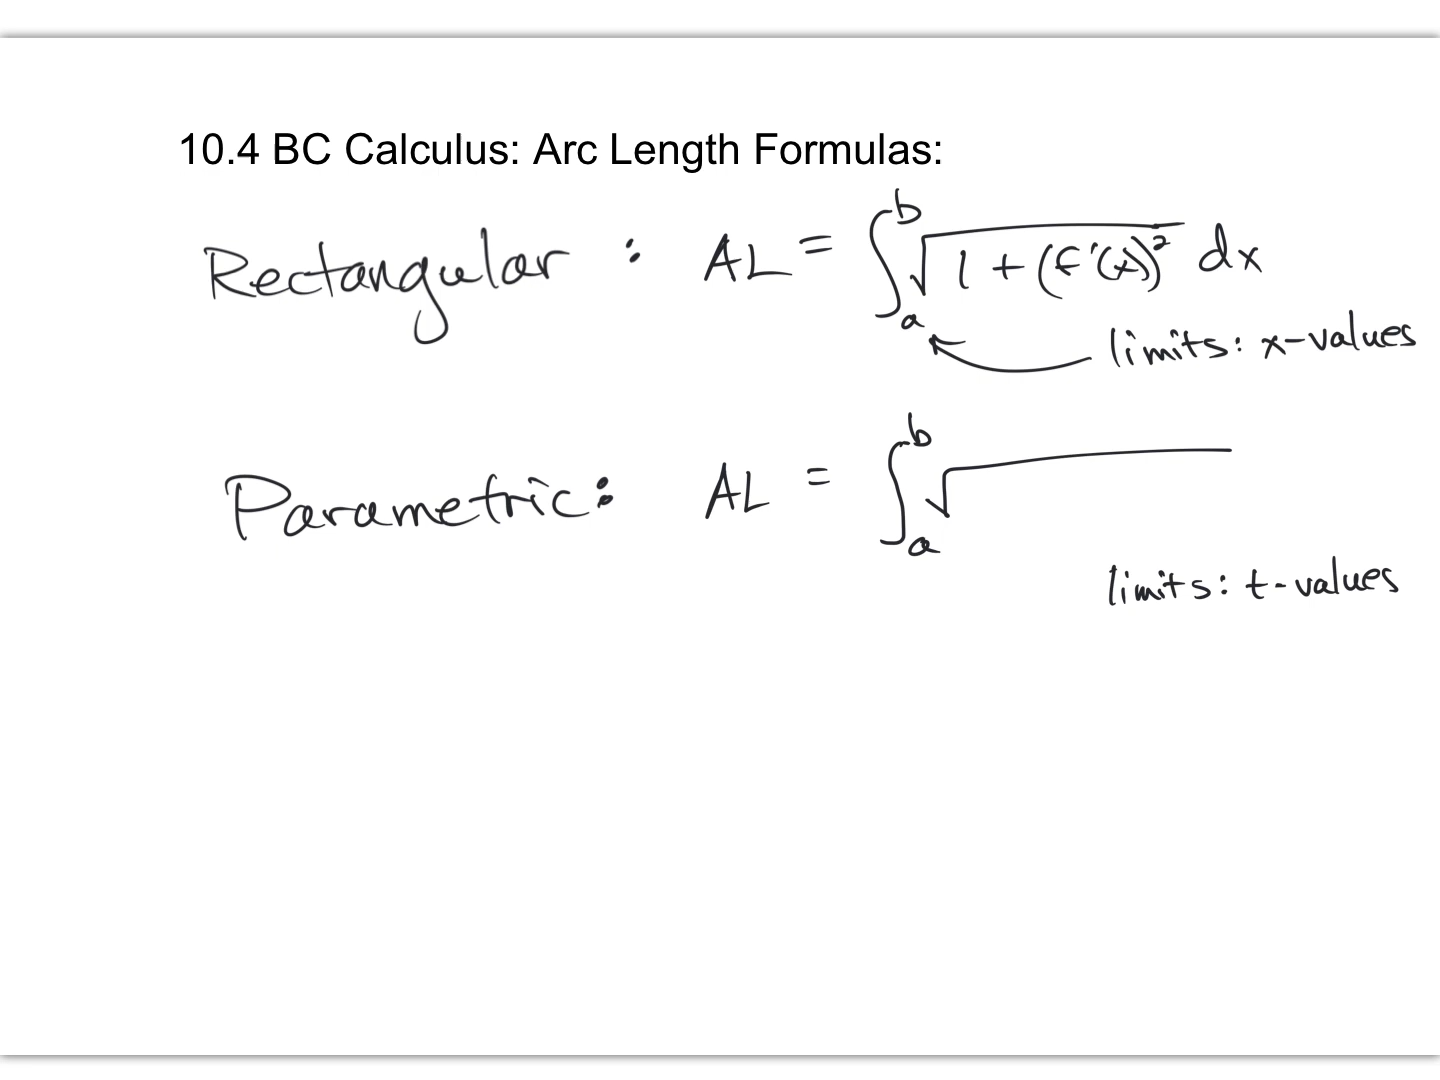 10.4 BC Calculus: Arc Length Formulas:
Rectangular : AL = ∫_a^b √(1 + (f'(x))²) dx
limits: x-values
Parametric: AL = ∫_a^b √
limits: t-values